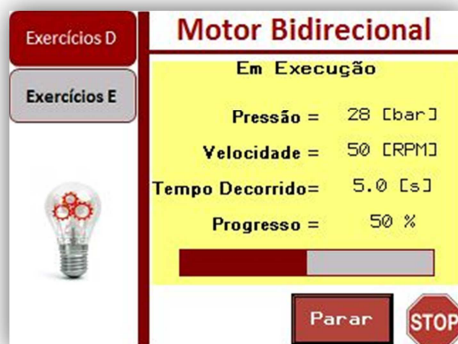 Exercícios D
Exercícios E
Motor Bidirecional
Em Execução
Pressão = 28 [bar]
Velocidade = 50 [RPM]
Tempo Decorrido= 5.0 [s]
Progresso = 50 %
Parar
STOP